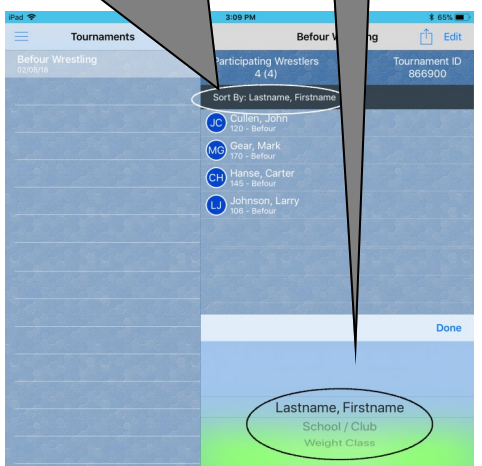 iPad 3:09 PM 65%
Tournaments Befour W ng Edit
Befour Wrestling
02/05/18
Participating Wrestlers Tournament ID
4 (4) 866900
Sort By: Lastname, Firstname
JC Cullen, John
120 - Befour
MG Gear, Mark
170 - Befour
CH Hanse, Carter
145 - Befour
LJ Johnson, Larry
106 - Befour
Done
Lastname, Firstname
School / Club
Weight Class